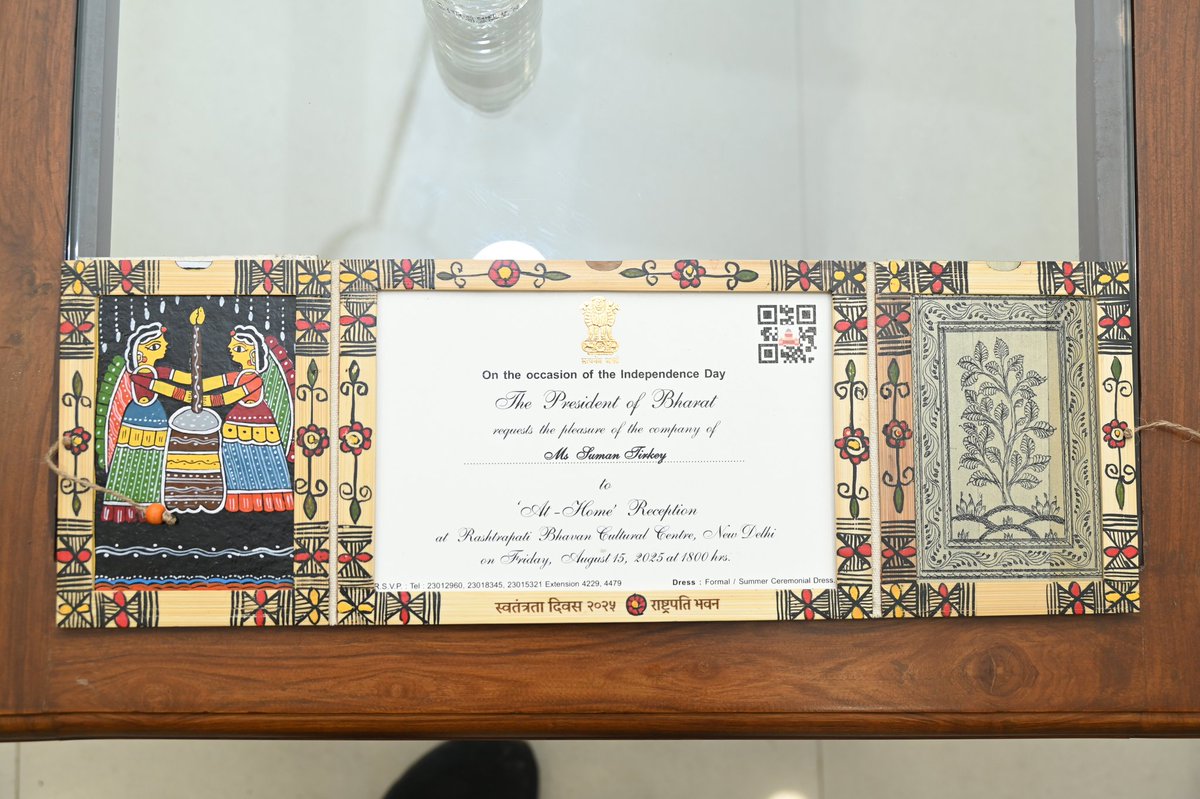 सत्यमेव जयते
On the occasion of the Independence Day
The President of Bharat
requests the pleasure of the company of
Ms Suman Tirkey
to
'At-Home' Reception
at Rashtrapati Bhavan Cultural Centre, New Delhi
on Friday, August 15, 2025 at 1800 hrs.
R.S.V.P. : Tel : 23012960, 23018345, 23015321 Extension 4229, 4479
Dress : Formal / Summer Ceremonial Dress
स्वतंत्रता दिवस २०२५ राष्ट्रपति भवन